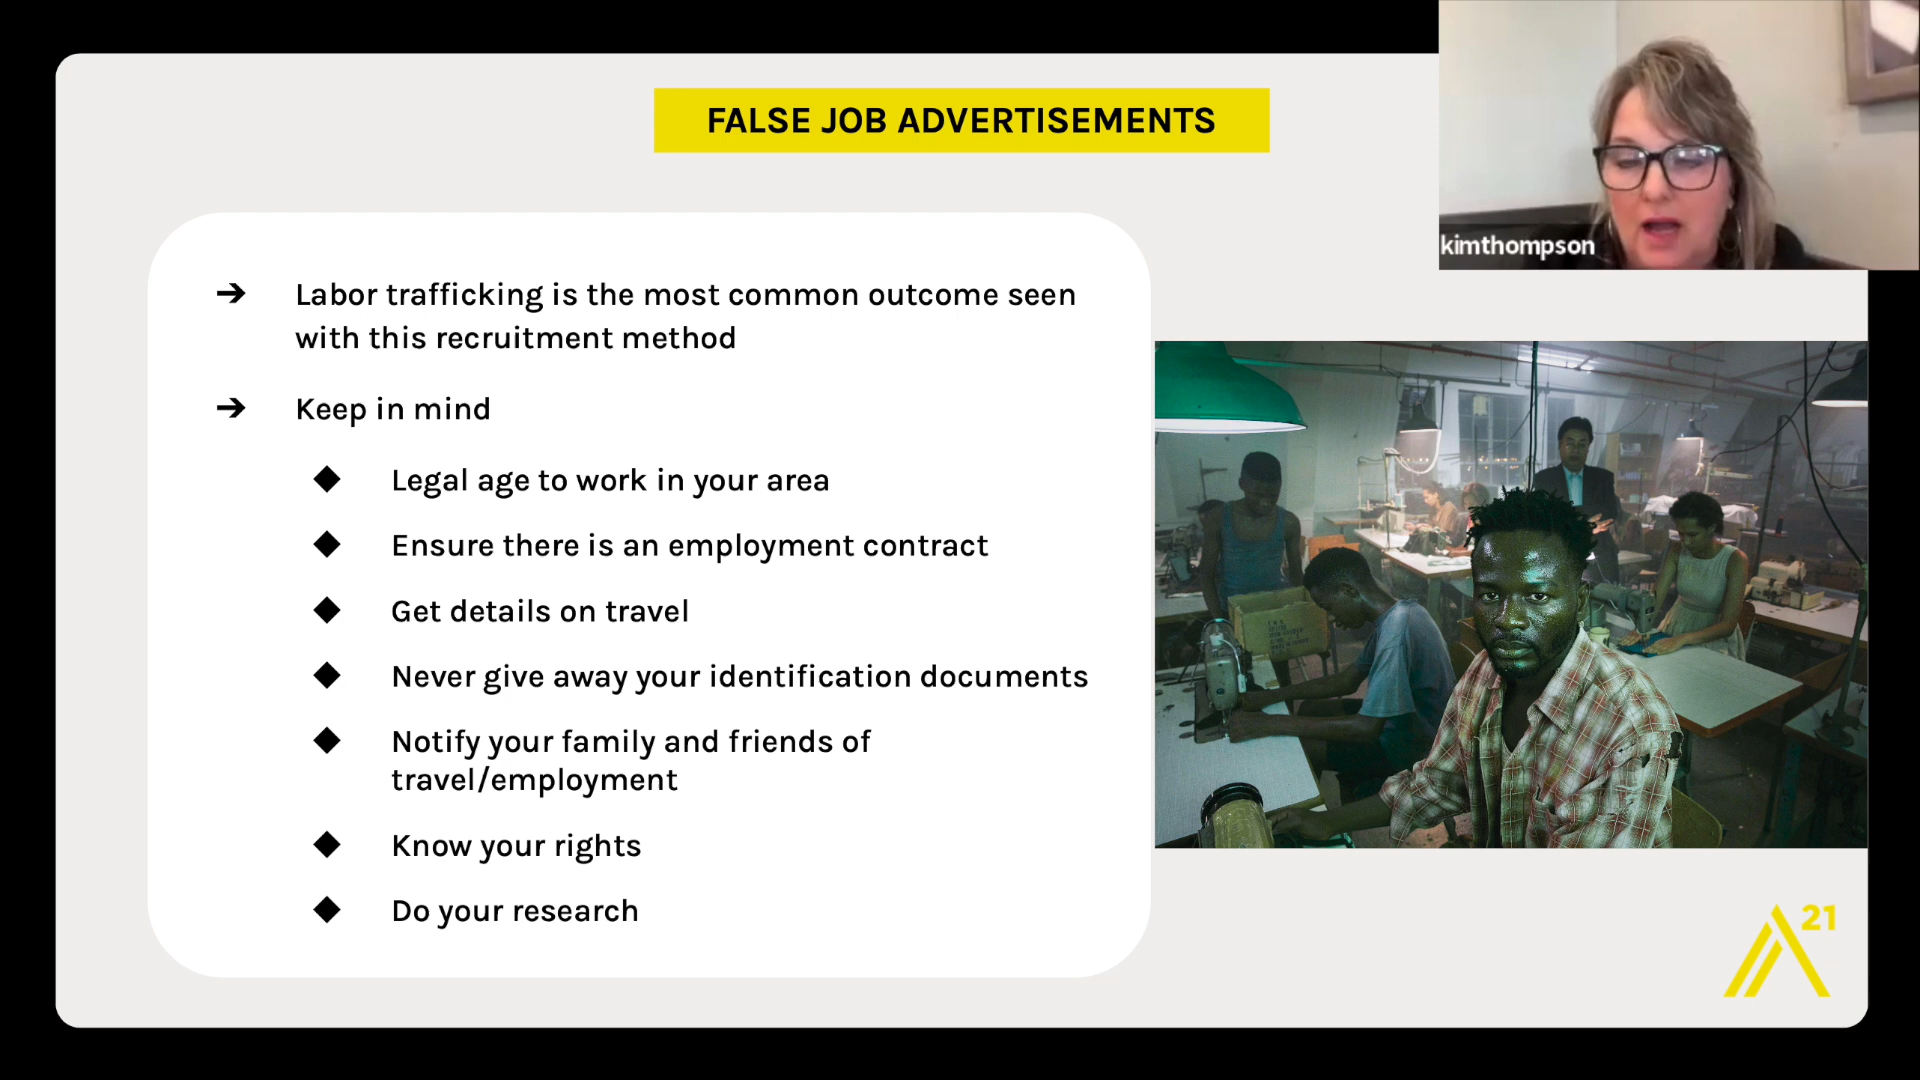 FALSE JOB ADVERTISEMENTS
kimthompson
➔ Labor trafficking is the most common outcome seen
with this recruitment method
➔ Keep in mind
◆ Legal age to work in your area
◆ Ensure there is an employment contract
◆ Get details on travel
◆ Never give away your identification documents
◆ Notify your family and friends of
travel/employment
◆ Know your rights
◆ Do your research
A21